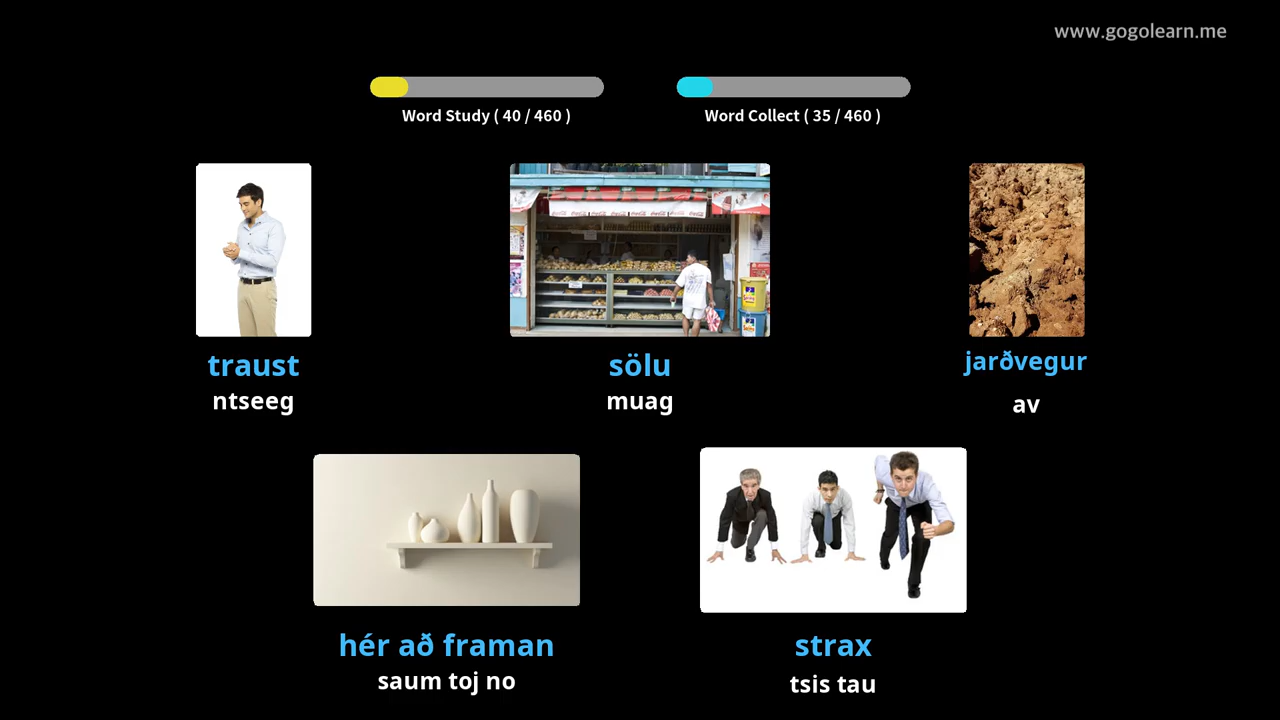 www.gogolearn.me
Word Study ( 40 / 460 )
Word Collect ( 35 / 460 )
traust
ntseeg
sölu
muag
jarðvegur
av
hér að framan
saum toj no
strax
tsis tau